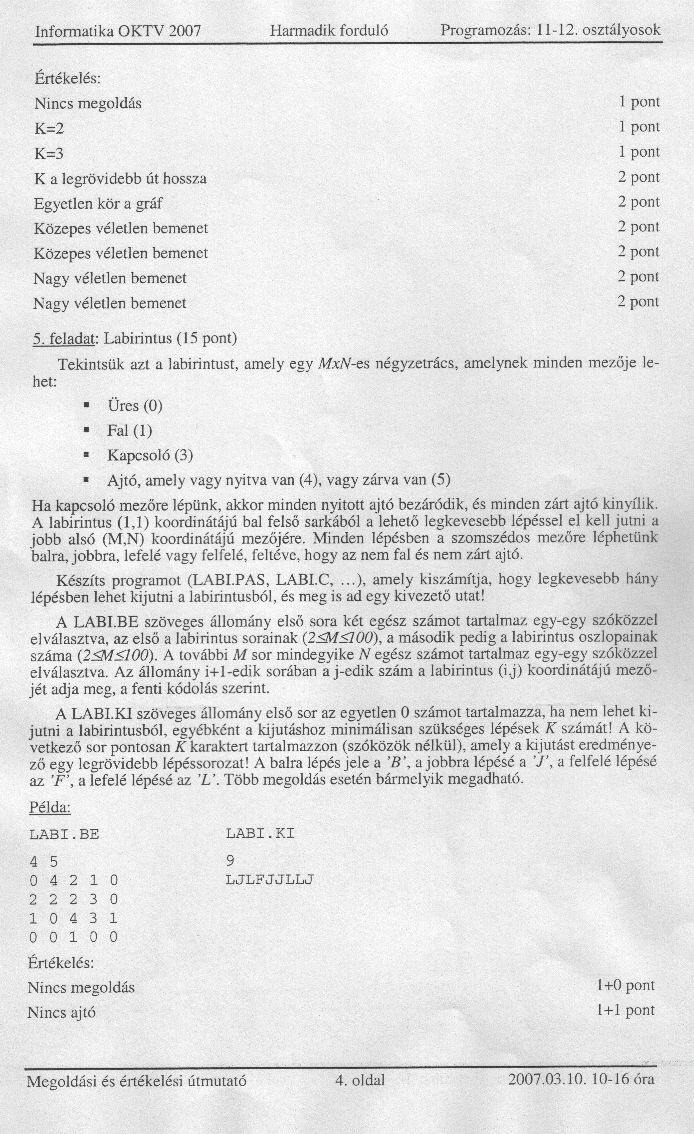 Informatika OKTV 2007 Harmadik forduló Programozás: 11-12. osztályosok
Értékelés:
Nincs megoldás 1 pont
K=2 1 pont
K=3 1 pont
K a legrövidebb út hossza 2 pont
Egyetlen kör a gráf 2 pont
Közepes véletlen bemenet 2 pont
Közepes véletlen bemenet 2 pont
Nagy véletlen bemenet 2 pont
Nagy véletlen bemenet 2 pont
5. feladat: Labirintus (15 pont)
Tekintsük azt a labirintust, amely egy MxN-es négyzetrács, amelynek minden mezője le-
het:
▪ Üres (0)
▪ Fal (1)
▪ Kapcsoló (3)
▪ Ajtó, amely vagy nyitva van (4), vagy zárva van (5)
Ha kapcsoló mezőre lépünk, akkor minden nyitott ajtó bezáródik, és minden zárt ajtó kinyílik.
A labirintus (1,1) koordinátájú bal felső sarkából a lehető legkevesebb lépéssel el kell jutni a
jobb alsó (M,N) koordinátájú mezőjére. Minden lépésben a szomszédos mezőre léphetünk
balra, jobbra, lefelé vagy felfelé, feltéve, hogy az nem fal és nem zárt ajtó.
Készíts programot (LABI.PAS, LABI.C, ...), amely kiszámítja, hogy legkevesebb hány
lépésben lehet kijutni a labirintusból, és meg is ad egy kivezető utat!
A LABI.BE szöveges állomány első sora két egész számot tartalmaz egy-egy szóközzel
elválasztva, az első a labirintus sorainak (2≤M≤100), a második pedig a labirintus oszlopainak
száma (2≤M≤100). A további M sor mindegyike N egész számot tartalmaz egy-egy szóközzel
elválasztva. Az állomány i+1-edik sorában a j-edik szám a labirintus (i,j) koordinátájú mező-
jét adja meg, a fenti kódolás szerint.
A LABI.KI szöveges állomány első sor az egyetlen 0 számot tartalmazza, ha nem lehet ki-
jutni a labirintusból, egyébként a kijutáshoz minimálisan szükséges lépések K számát! A kö-
vetkező sor pontosan K karaktert tartalmazzon (szóközök nélkül), amely a kijutást eredménye-
ző egy legrövidebb lépéssorozat! A balra lépés jele a 'B', a jobbra lépésé a 'J', a felfelé lépésé
az 'F', a lefelé lépésé az 'L'. Több megoldás esetén bármelyik megadható.
Példa:
LABI.BE LABI.KI
4 5 9
0 4 2 1 0 LJLFJJLLJ
2 2 2 3 0
1 0 4 3 1
0 0 1 0 0
Értékelés:
Nincs megoldás 1+0 pont
Nincs ajtó 1+1 pont
Megoldási és értékelési útmutató 4. oldal 2007.03.10. 10-16 óra